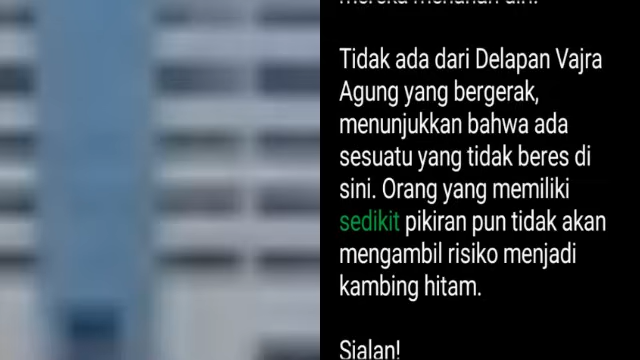 Tidak ada dari Delapan Vajra
Agung yang bergerak,
menunjukkan bahwa ada
sesuatu yang tidak beres di
sini. Orang yang memiliki
sedikit pikiran pun tidak akan
mengambil risiko menjadi
kambing hitam.
Sialan!